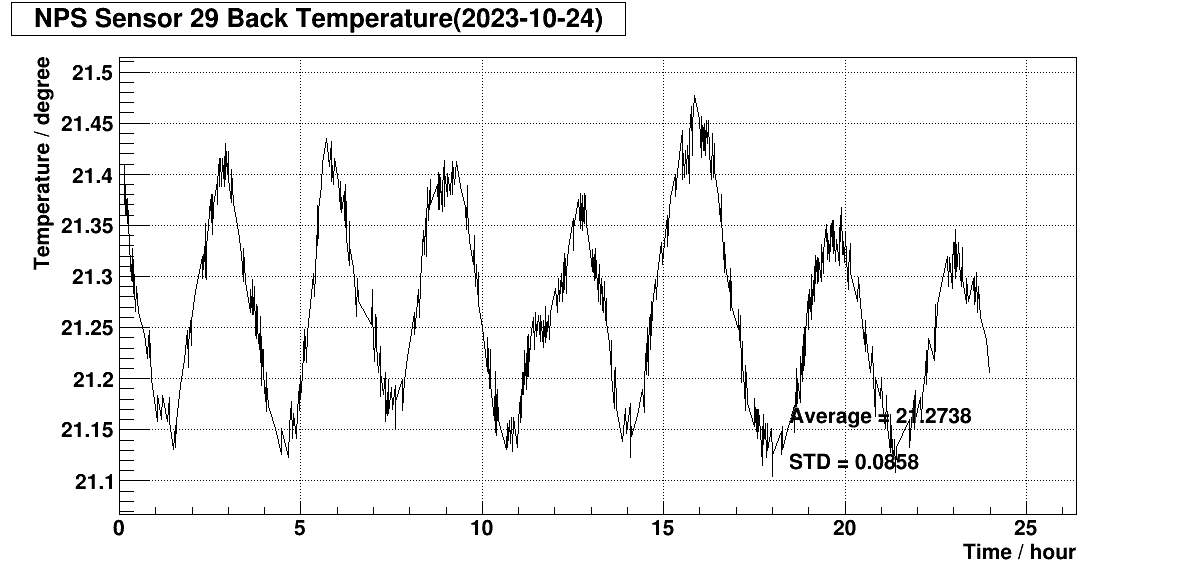 NPS Sensor 29 Back Temperature(2023-10-24)
Temperature / degree
21.5
21.45
21.4
21.35
21.3
21.25
21.2
21.15
21.1
Average = 21.2738
STD = 0.0858
0 5 10 15 20 25
Time / hour